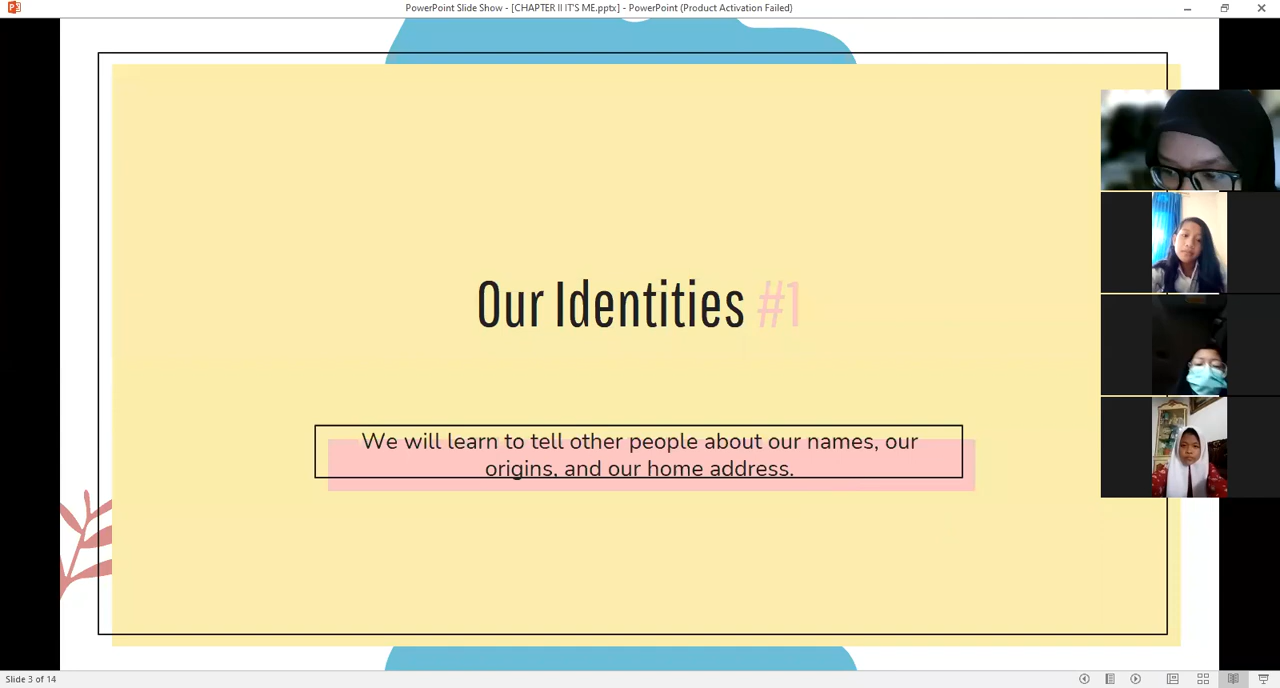 PowerPoint Slide Show - [CHAPTER II IT'S ME.pptx] - PowerPoint (Product Activation Failed)
Our Identities #1
We will learn to tell other people about our names, our
origins, and our home address.
Slide 3 of 14